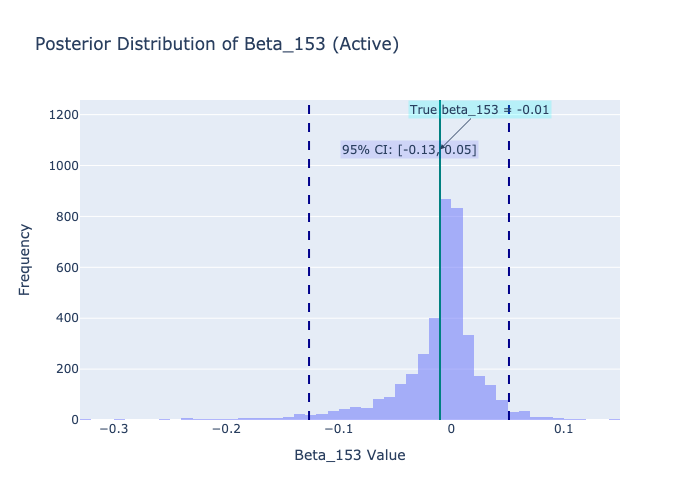 Posterior Distribution of Beta_153 (Active)
True beta_153 = -0.01
95% CI: [-0.13, 0.05]
1200
1000
800
600
400
200
0
Frequency
−0.3
−0.2
−0.1
0
0.1
Beta_153 Value